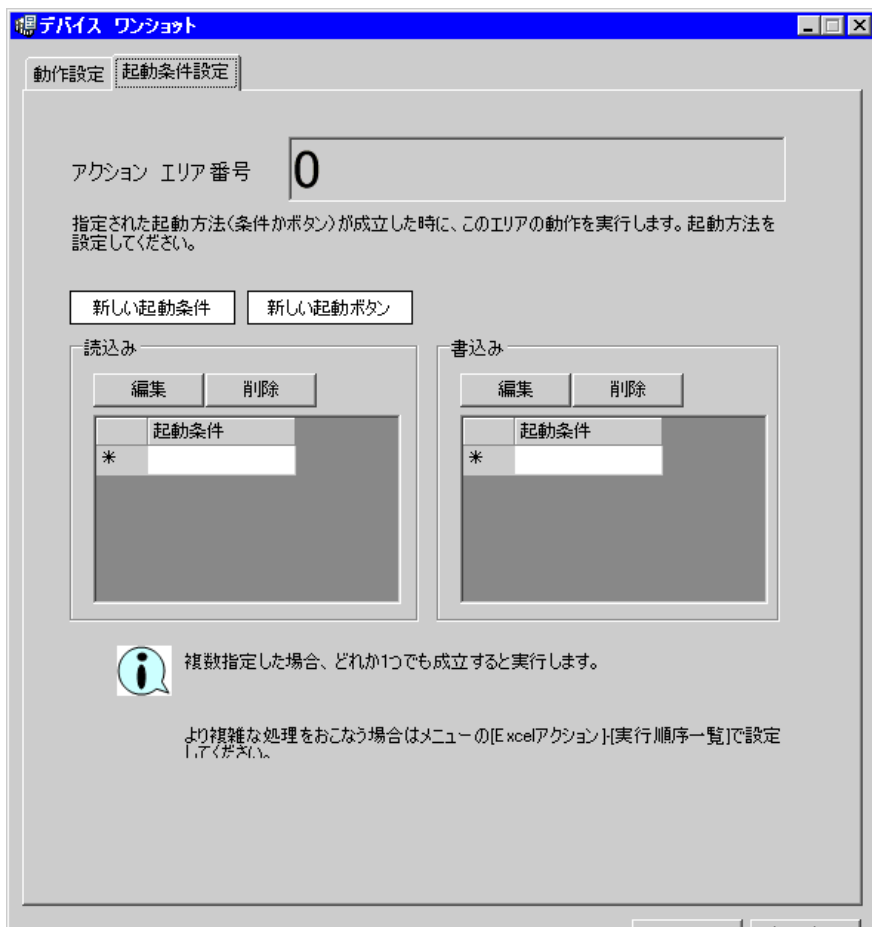 デバイス ワンショット
動作設定 起動条件設定
アクション エリア番号 0
指定された起動方法(条件かボタン)が成立した時に、このエリアの動作を実行します。起動方法を
設定してください。
新しい起動条件 新しい起動ボタン
読込み
編集 削除
起動条件
*
書込み
編集 削除
起動条件
*
複数指定した場合、どれか1つでも成立すると実行します。
より複雑な処理をおこなう場合はメニューの[Excelアクション]-[実行順序一覧]で設定
してください。